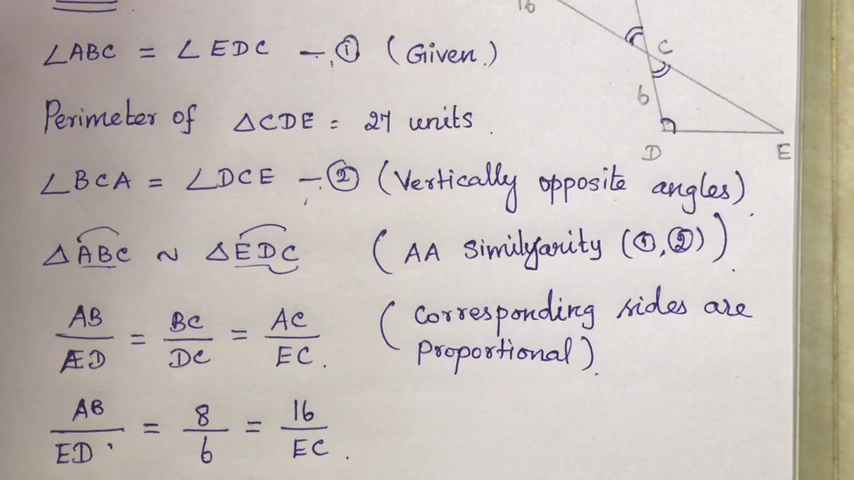 16
C
6
D
E
∠ABC = ∠EDC — ① (Given.)
Perimeter of △CDE = 27 units.
∠BCA = ∠DCE — ② (Vertically opposite angles).
△ABC ~ △EDC (AA Similyarity (①,②)).
AB/ED = BC/DC = AC/EC. (Corresponding sides are
proportional).
AB/ED = 8/6 = 16/EC.